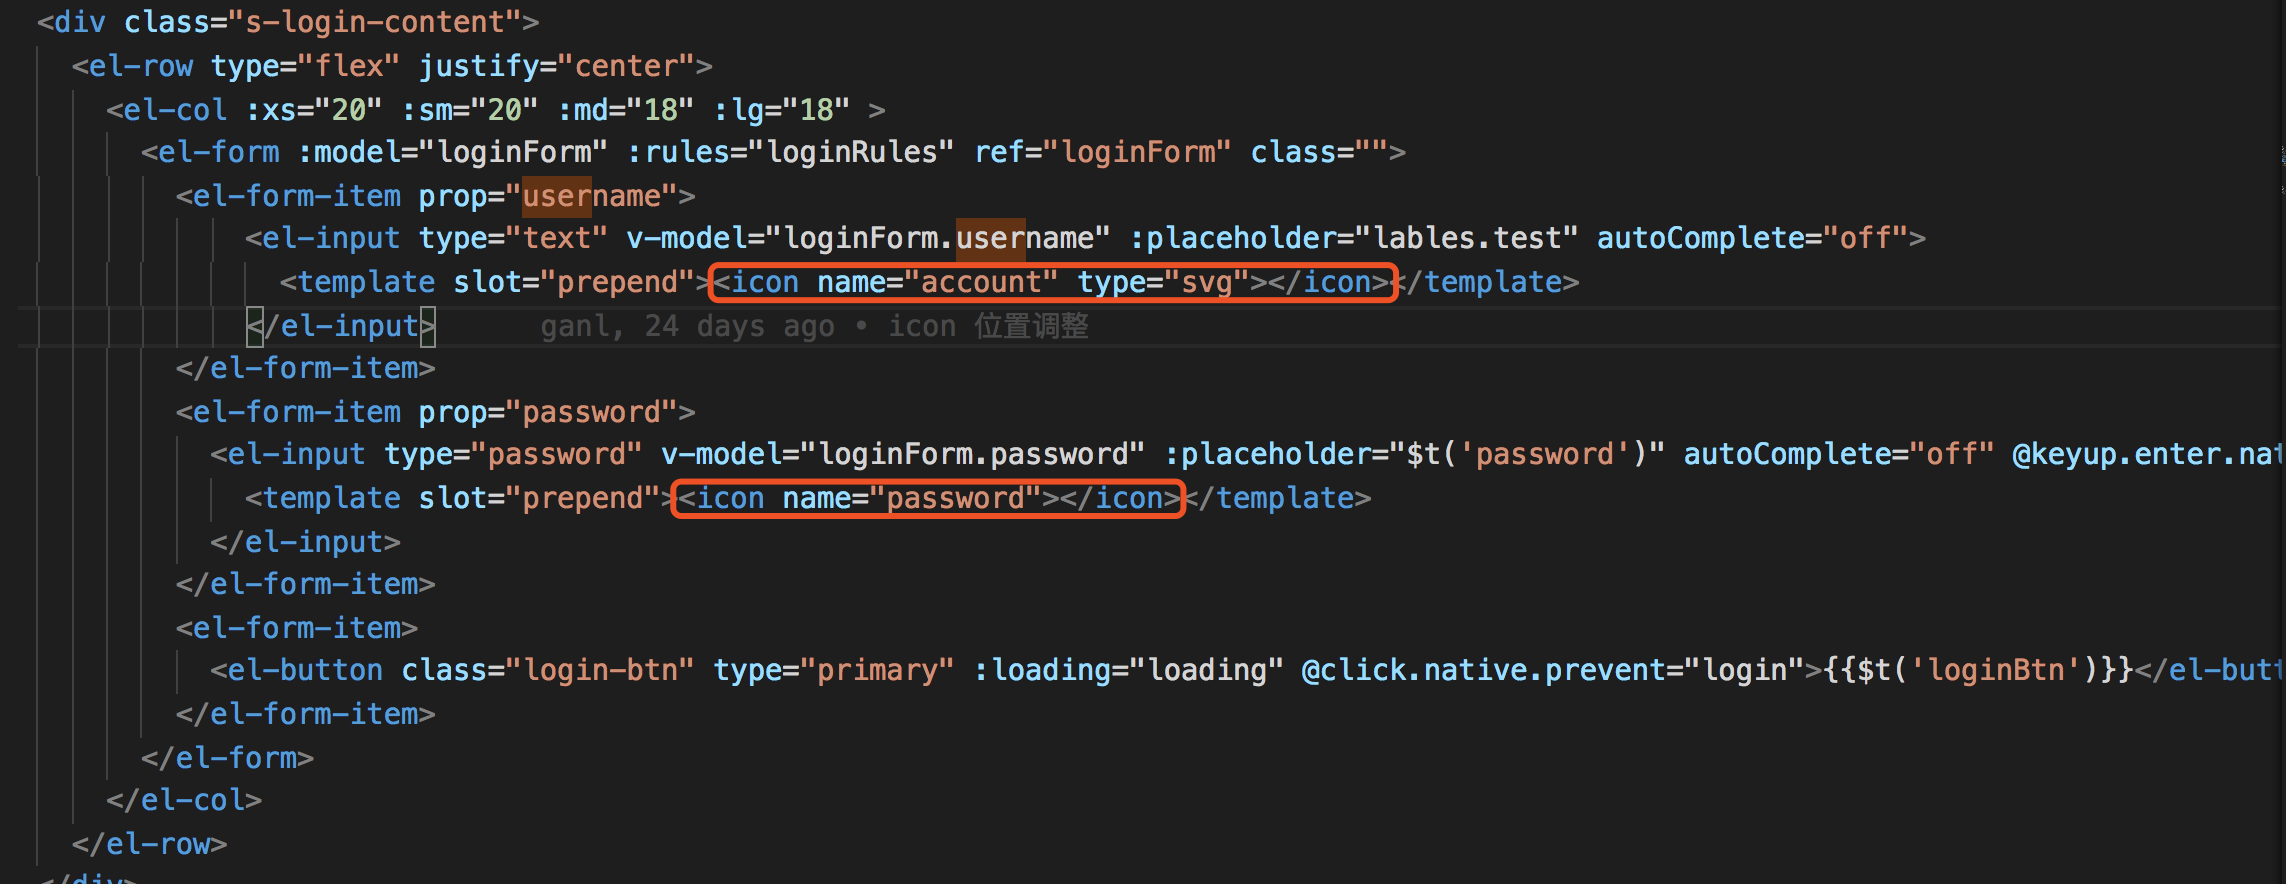 <div class="s-login-content">
<el-row type="flex" justify="center">
<el-col :xs="20" :sm="20" :md="18" :lg="18" >
<el-form :model="loginForm" :rules="loginRules" ref="loginForm" class="">
<el-form-item prop="username">
<el-input type="text" v-model="loginForm.username" :placeholder="lables.test" autoComplete="off">
<template slot="prepend"><icon name="account" type="svg"></icon></template>
</el-input> ganl, 24 days ago • icon 位置调整
</el-form-item>
<el-form-item prop="password">
<el-input type="password" v-model="loginForm.password" :placeholder="$t('password')" autoComplete="off" @keyup.enter.nat
<template slot="prepend"><icon name="password"></icon></template>
</el-input>
</el-form-item>
<el-form-item>
<el-button class="login-btn" type="primary" :loading="loading" @click.native.prevent="login">{{$t('loginBtn')}}</el-butt
</el-form-item>
</el-form>
</el-col>
</el-row>
</div>